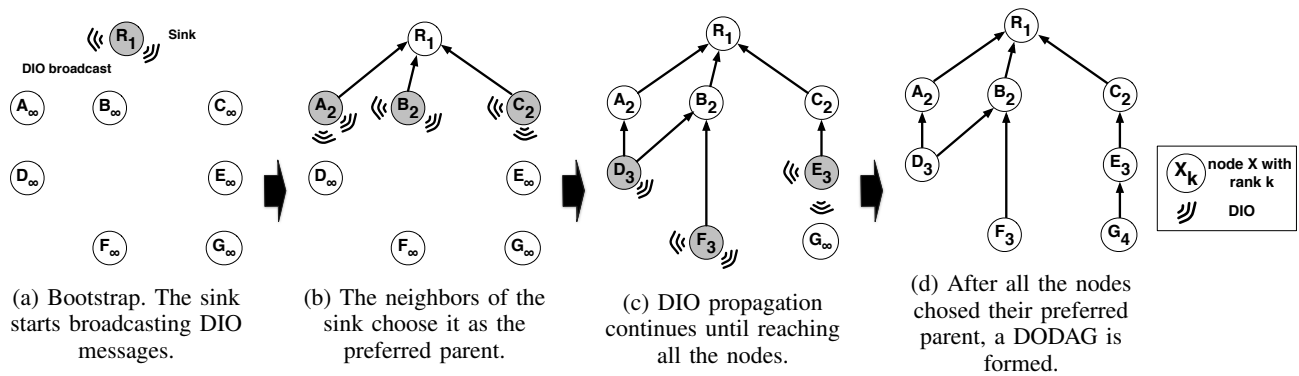 R1
Sink
DIO broadcast
A∞ B∞ C∞
D∞ E∞
F∞ G∞
(a) Bootstrap. The sink
starts broadcasting DIO
messages.
R1
A2 B2 C2
D∞ E∞
F∞ G∞
(b) The neighbors of the
sink choose it as the
preferred parent.
R1
A2 B2 C2
D3 E3
F3 G∞
(c) DIO propagation
continues until reaching
all the nodes.
R1
A2 B2 C2
D3 E3
F3 G4
(d) After all the nodes
chosed their preferred
parent, a DODAG is
formed.
Xk node X with
rank k
DIO